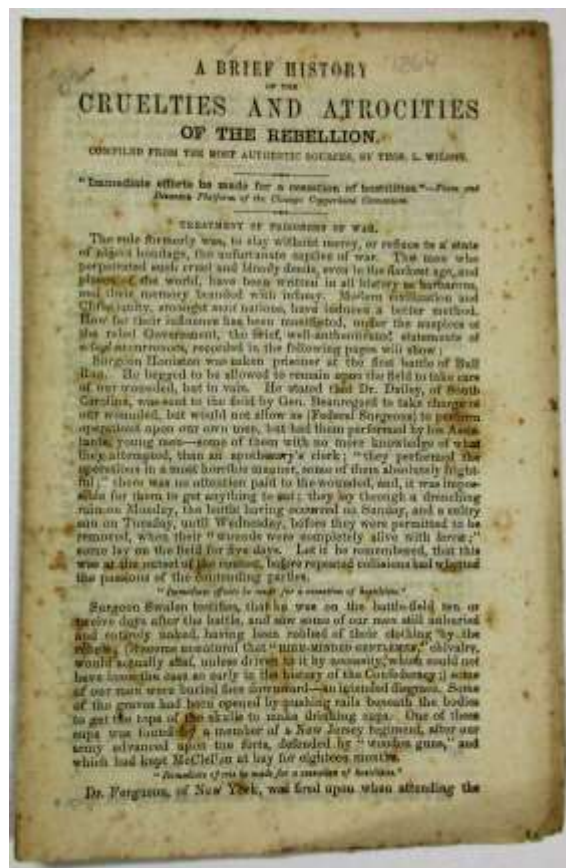 1864
A BRIEF HISTORY
OF THE
CRUELTIES AND ATROCITIES
OF THE REBELLION.
COMPILED FROM THE MOST AUTHENTIC SOURCES, BY THOS. L. WILSON.
"Immediate efforts be made for a cessation of hostilities."—Peace and
Platform of the Chicago Copperhead Convention.
TREATMENT OF PRISONERS OF WAR.
The rule formerly was, to slay without mercy, or reduce to a state
of abject bondage, the unfortunate captive of war. The men who
perpetrated such cruel and bloody deeds, even in the darkest age, and
places of the world, have been written in all history as barbarous,
and their memory branded with infamy. Modern civilization and
Christianity, amongst most nations, have induced a better method.
How far their influence has been manifested, under the auspices of
the rebel Government, the brief, well-authenticated statements of
occurrences, recorded in the following pages will show:
Surgeon was taken prisoner at the first battle of Bull
Run. He begged to be allowed to remain upon the field to take care
of our wounded, but in vain. He stated that Dr. of South
Carolina, was sent to the field by Gen. Beauregard to take charge of
our wounded, but would not allow us (Federal Surgeons) to perform
operations upon our own men, but had them performed by his Assis-
tants, young men—some of them with no more knowledge of what
they attempted, than an apothecary's clerk; "they performed the
operations in a most horrible manner, some of them absolutely fright-
ful;" there was no attention paid to the wounded, and, it was impos-
sible for them to get anything to eat; they lay through a drenching
rain on Monday, the battle having occurred on Sunday, and a sultry
sun on Tuesday, until Wednesday, before they were permitted to be
removed, when their "wounds were completely alive with larvæ;"
some lay on the field for five days. Let it be remembered, that this
was at the outset of the contest, before repeated collisions had whetted
the passions of the contending parties.
"Immediate efforts be made for a cessation of hostilities."
Surgeon Swalen testifies, that he was on the battle-field ten or
twelve days after the battle, and saw some of our men still unburied
and entirely naked, having been robbed of their clothing by the
rebels, unnatural that "HIGH-MINDED GENTLEMEN," chivalry,
would actually steal, unless driven to it by necessity, which could not
have been the case so early in the history of the Confederacy;) some
of our men were buried face downward—an intended disgrace. Some
of the graves had been opened by pushing rails beneath the bodies
to get the tops of the skulls to make drinking cups. One of these
cups was found by a member of a New Jersey regiment, after our
army advanced upon the forts, defended by "wooden guns," and
which had kept McClellan at bay for eighteen months.
"Immediate efforts be made for a cessation of hostilities."
Dr. Ferguson, of New York, was fired upon when attending the